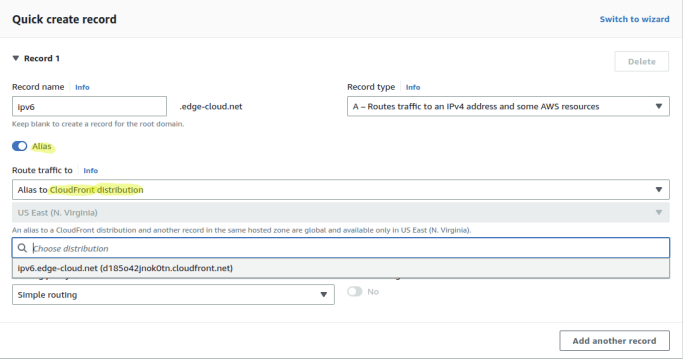 Quick create record
Switch to wizard
Record 1
Delete
Record name Info
Record type Info
ipv6
.edge-cloud.net
A – Routes traffic to an IPv4 address and some AWS resources
Keep blank to create a record for the root domain.
Alias
Route traffic to Info
Alias to CloudFront distribution
US East (N. Virginia)
An alias to a CloudFront distribution and another record in the same hosted zone are global and available only in US East (N. Virginia).
Choose distribution
ipv6.edge-cloud.net (d185o42jnok0tn.cloudfront.net)
Simple routing
No
Add another record